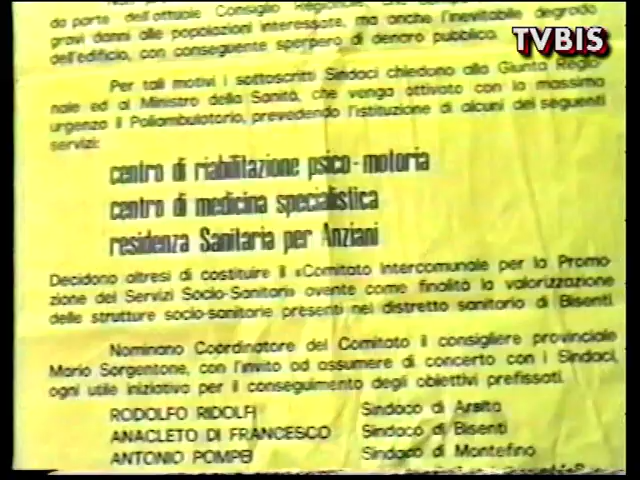 da parte dell'attuale Consiglio Regionale,
gravi danni alle popolazioni interessate, ma anche l'inevitabile degrado
dell'edificio, con conseguente sperpero di denaro pubblico.
TVBIS
Per tali motivi i sottoscritti Sindaci chiedono alla Giunta Regio-
nale ed al Ministro della Sanità, che venga attivato con la massima
urgenza il Poliambulatorio, prevedendo l'istituzione di alcuni dei seguenti
servizi:
centro di riabilitazione psico-motoria
centro di medicina specialistica
residenza Sanitaria per Anziani
Decidono altresì di costituire il «Comitato Intercomunale per la Promo-
zione dei Servizi Socio-Sanitari» avente come finalità la valorizzazione
delle strutture socio-sanitarie presenti nel distretto sanitario di Bisenti.
Nominano Coordinatore del Comitato il consigliere provinciale
Mario Sorgentone, con l'invito ad assumere di concerto con i Sindaci,
ogni utile iniziativa per il conseguimento degli obiettivi prefissati.
RODOLFO RIDOLFI Sindaco di Arsita
ANACLETO DI FRANCESCO Sindaco di Bisenti
ANTONIO POMPEI Sindaco di Montefino